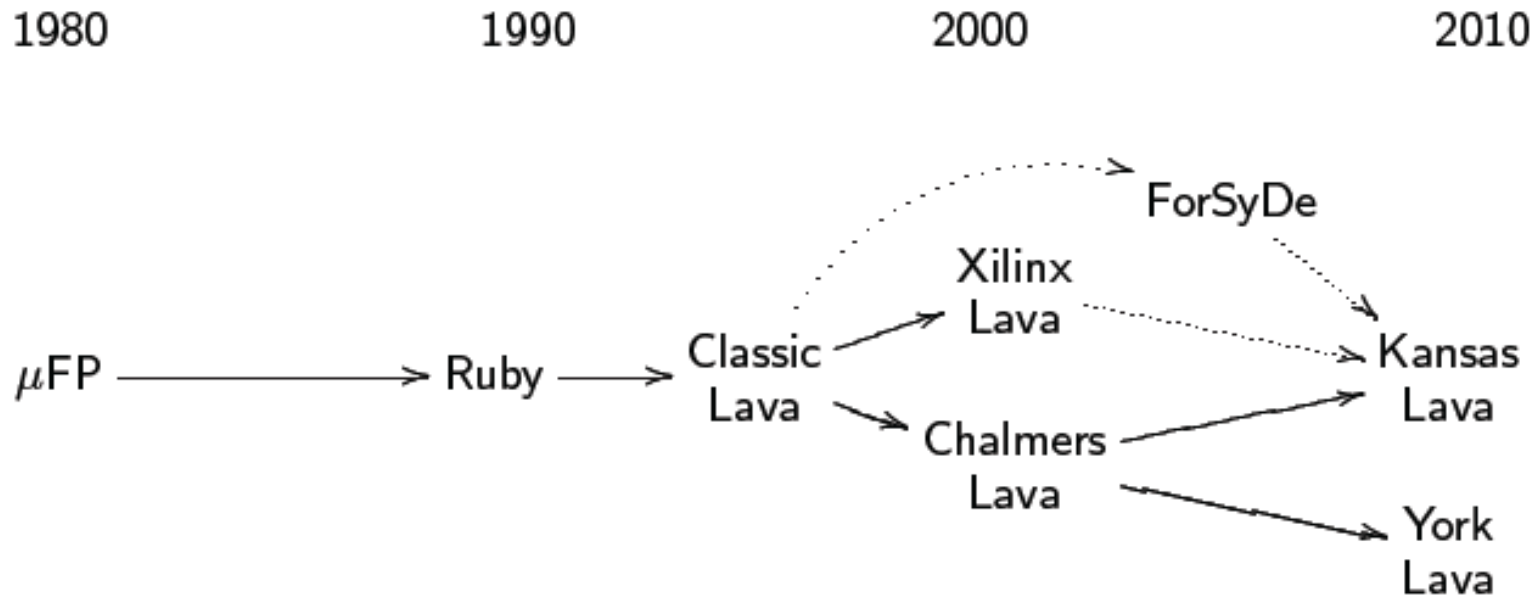 1980 1990 2000 2010
ForSyDe
Xilinx
Lava
μFP Ruby Classic
Lava
Kansas
Lava
Chalmers
Lava
York
Lava